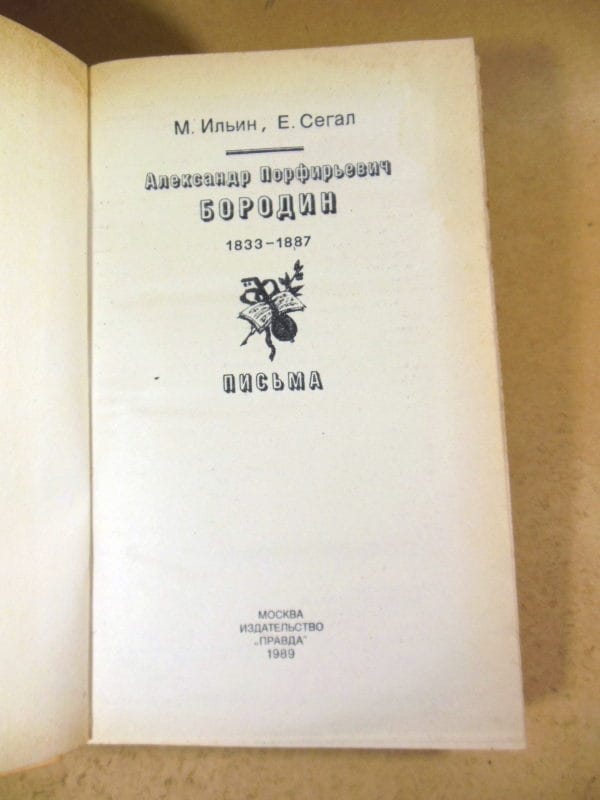 М. Ильин, Е. Сегал
Александр Порфирьевич
БОРОДИН
1833–1887
ПИСЬМА
МОСКВА
ИЗДАТЕЛЬСТВО
„ПРАВДА"
1989